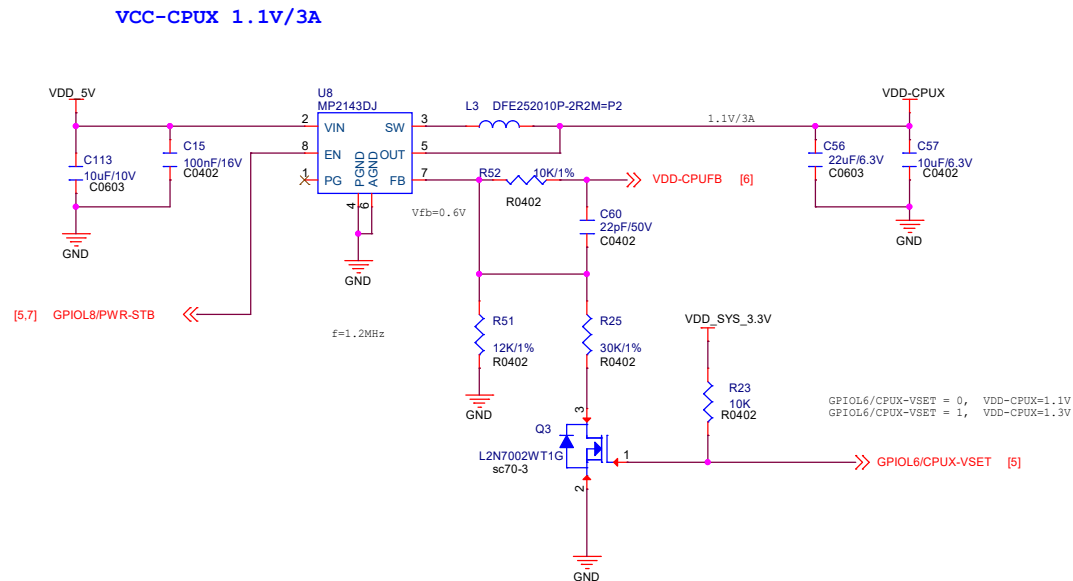 VCC-CPUX 1.1V/3A
VDD_5V
U8
MP2143DJ
L3 DFE252010P-2R2M=P2
VDD-CPUX
2 VIN SW 3
1.1V/3A
C15
100nF/16V
C0402
C113
10uF/10V
C0603
8 EN OUT 5
PGND
AGND
1 PG FB 7
4
6
C56
22uF/6.3V
C0603
C57
10uF/6.3V
C0402
R52 10K/1%
R0402
VDD-CPUFB [6]
Vfb=0.6V
C60
22pF/50V
C0402
GND
GND
GND
[5,7] GPIOL8/PWR-STB
f=1.2MHz
R51
12K/1%
R0402
R25
30K/1%
R0402
VDD_SYS_3.3V
R23
10K
R0402
GND
GPIOL6/CPUX-VSET = 0, VDD-CPUX=1.1V
GPIOL6/CPUX-VSET = 1, VDD-CPUX=1.3V
3
Q3
L2N7002WT1G
sc70-3
1
2
GPIOL6/CPUX-VSET [5]
GND